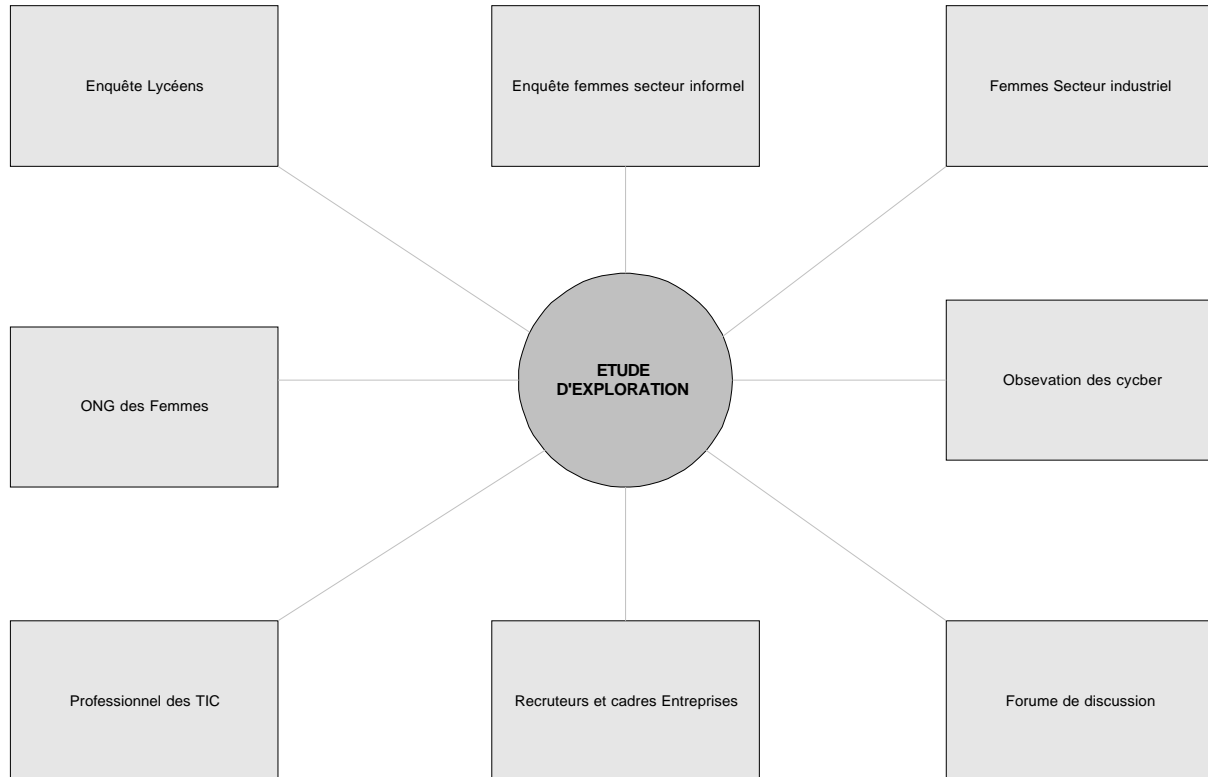 Enquête Lycéens
Enquête femmes secteur informel
Femmes Secteur industriel
ETUDE
D'EXPLORATION
Obsevation des cycber
ONG des Femmes
Professionnel des TIC
Recruteurs et cadres Entreprises
Forume de discussion